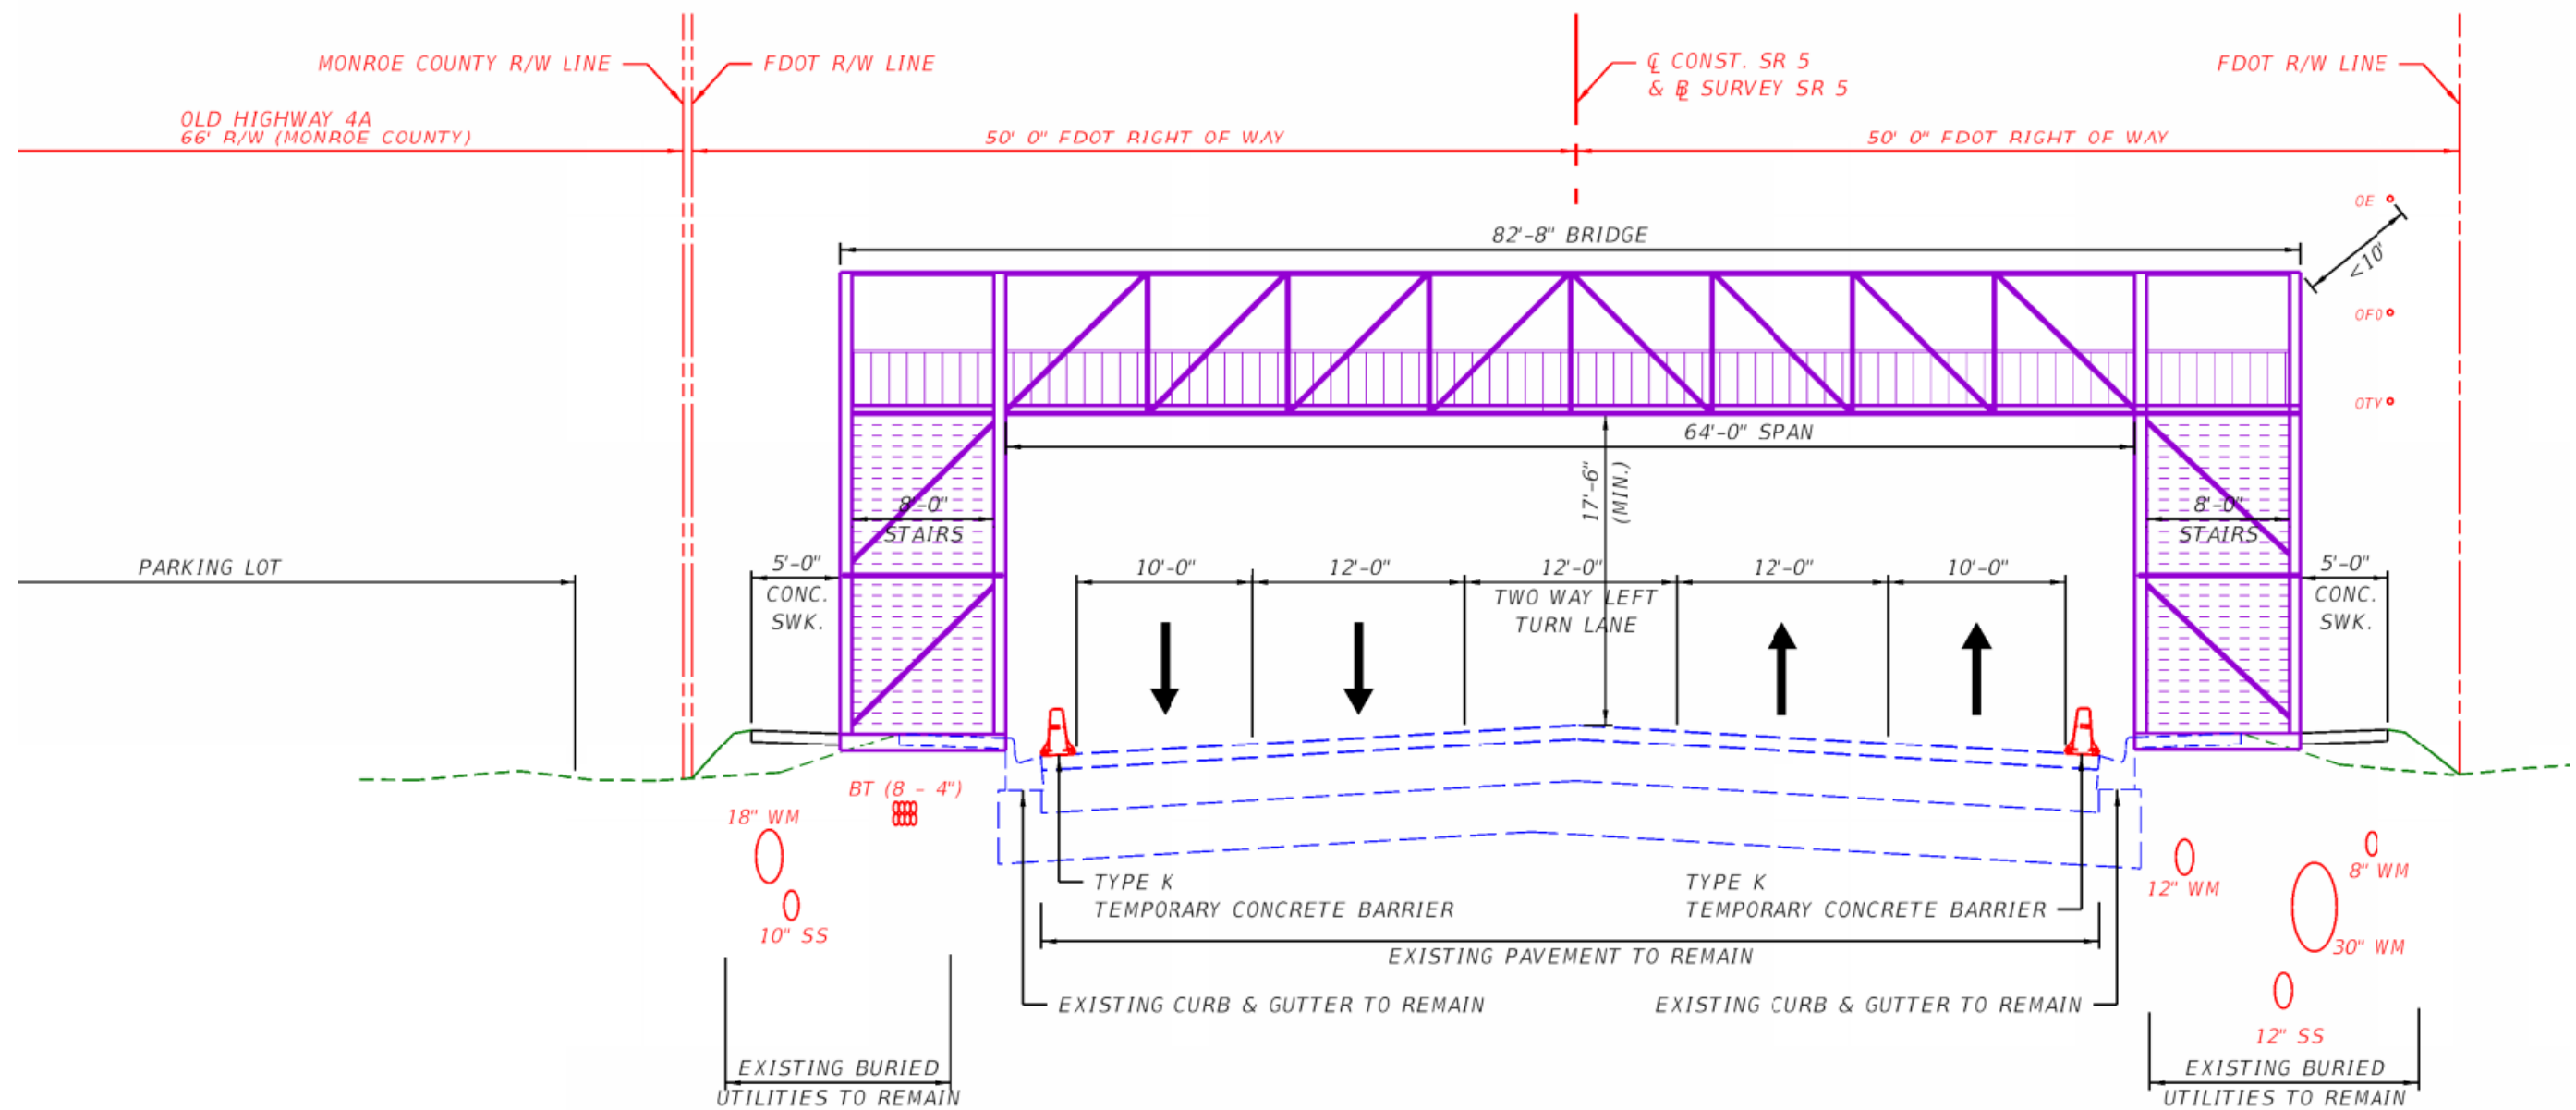 MONROE COUNTY R/W LINE
FDOT R/W LINE
℄ CONST. SR 5
& ⅊ SURVEY SR 5
FDOT R/W LINE
OLD HIGHWAY 4A
66' R/W (MONROE COUNTY)
50' 0" FDOT RIGHT OF WAY
50' 0" FDOT RIGHT OF WAY
OE
82'-8" BRIDGE
<10'
OFO
OTV
64'-0" SPAN
17'-6"
(MIN.)
8'-0"
STAIRS
8'-0"
STAIRS
PARKING LOT
5'-0"
CONC.
SWK.
10'-0"
12'-0"
12'-0"
TWO WAY LEFT
TURN LANE
12'-0"
10'-0"
5'-0"
CONC.
SWK.
BT (8 - 4")
18" WM
10" SS
TYPE K
TEMPORARY CONCRETE BARRIER
TYPE K
TEMPORARY CONCRETE BARRIER
12" WM
8" WM
30" WM
12" SS
EXISTING PAVEMENT TO REMAIN
EXISTING CURB & GUTTER TO REMAIN
EXISTING CURB & GUTTER TO REMAIN
EXISTING BURIED
UTILITIES TO REMAIN
EXISTING BURIED
UTILITIES TO REMAIN